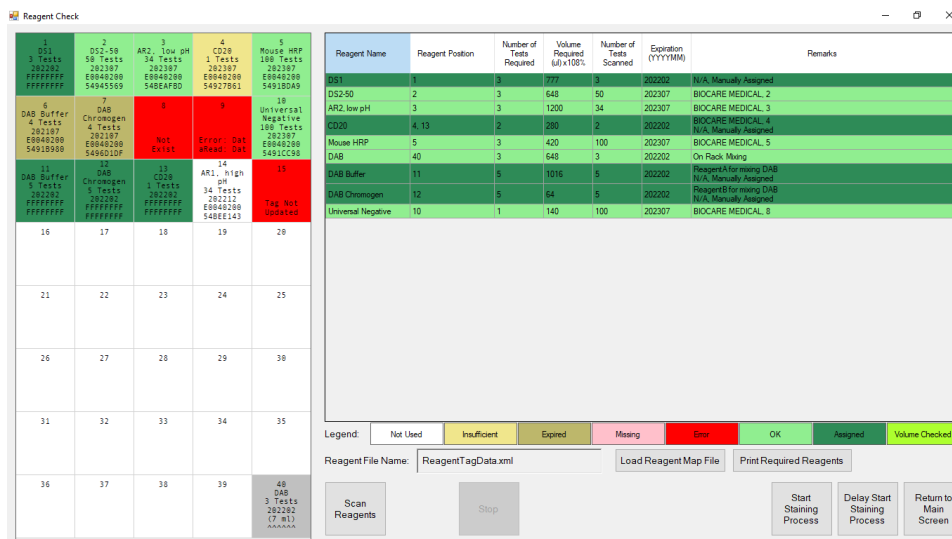 Reagent Check
1
DS1
3 Tests
202202
FFFFFFFF
FFFFFFFF
2
DS2-50
50 Tests
202307
E0040200
54945569
3
AR2, low pH
34 Tests
202307
E0040200
54BEAFBD
4
CD20
1 Tests
202307
E0040200
54927B61
5
Mouse HRP
100 Tests
202307
E0040200
5491BDA9
6
DAB Buffer
4 Tests
202107
E0040200
5491B980
7
DAB
Chromogen
4 Tests
202107
E0040200
5496D1DF
8
Not
Exist
9
Error: Dat
aRead: Dat
10
Universal
Negative
100 Tests
202307
E0040200
5491CC98
11
DAB Buffer
5 Tests
202202
FFFFFFFF
FFFFFFFF
12
DAB
Chromogen
5 Tests
202202
FFFFFFFF
FFFFFFFF
13
CD20
1 Tests
202202
FFFFFFFF
FFFFFFFF
14
AR1, high
pH
34 Tests
202212
E0040200
54BEE143
15
Tag Not
Updated
16 17 18 19 20
21 22 23 24 25
26 27 28 29 30
31 32 33 34 35
36 37 38 39
40
DAB
3 Tests
202202
(7 ml)
^^^^^^
Reagent Name
Reagent Position
Number of
Tests
Required
Volume
Required
(ul) x108%
Number of
Tests
Scanned
Expiration
(YYYYMM)
Remarks
DS1 1 3 777 3 202202 N/A, Manually Assigned
DS2-50 2 3 648 50 202307 BIOCARE MEDICAL, 2
AR2, low pH 3 3 1200 34 202307 BIOCARE MEDICAL, 3
CD20 4, 13 2 280 2 202202 BIOCARE MEDICAL, 4
N/A, Manually Assigned
Mouse HRP 5 3 420 100 202307 BIOCARE MEDICAL, 5
DAB 40 3 648 3 202202 On Rack Mixing
DAB Buffer 11 5 1016 5 202202 ReagentA for mixing DAB
N/A, Manually Assigned
DAB Chromogen 12 5 64 5 202202 ReagentB for mixing DAB
N/A, Manually Assigned
Universal Negative 10 1 140 100 202307 BIOCARE MEDICAL, 8
Legend: Not Used Insufficient Expired Missing Error OK Assigned Volume Checked
Reagent File Name: ReagentTagData.xml Load Reagent Map File Print Required Reagents
Scan
Reagents
Stop
Start
Staining
Process
Delay Start
Staining
Process
Return to
Main
Screen